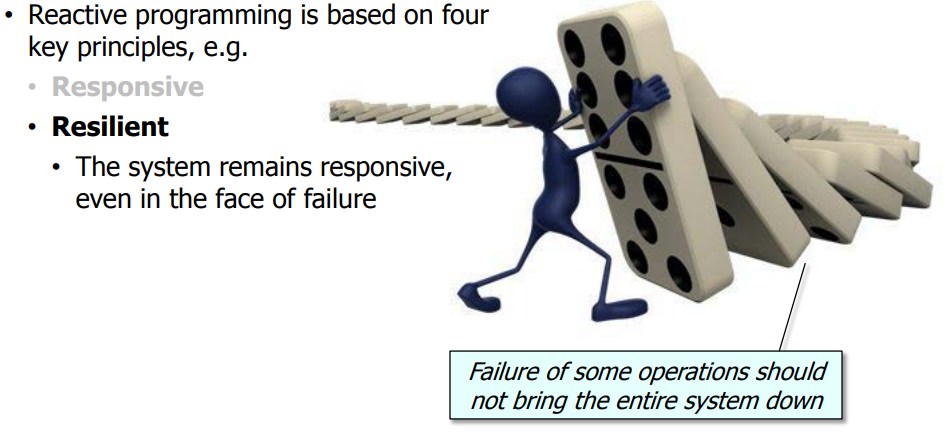 • Reactive programming is based on four
key principles, e.g.
• Responsive
• Resilient
• The system remains responsive,
even in the face of failure
Failure of some operations should
not bring the entire system down